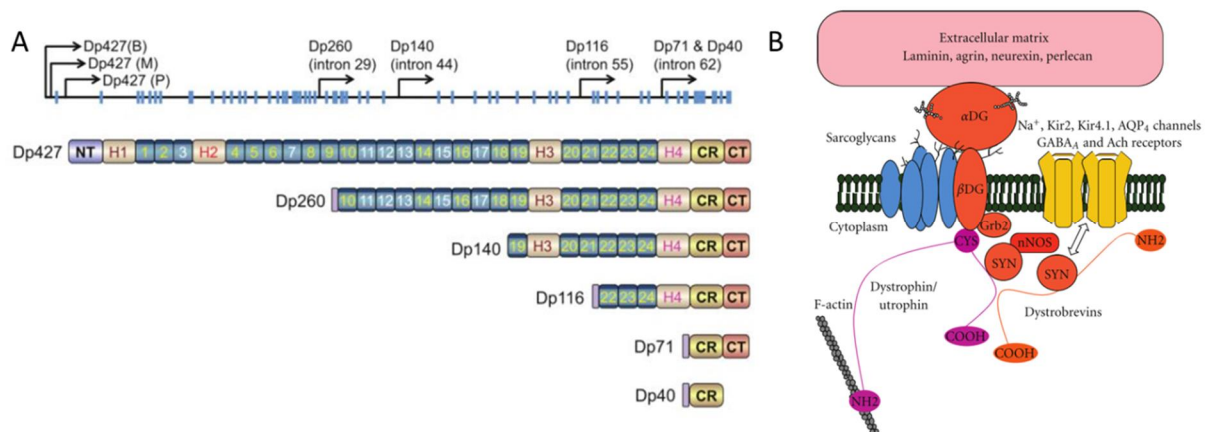 A
Dp427(B)
Dp427 (M)
Dp427 (P)
Dp260
(intron 29)
Dp140
(intron 44)
Dp116
(intron 55)
Dp71 & Dp40
(intron 62)
Dp427 NT H1 1 2 3 H2 4 5 6 7 8 9 10 11 12 13 14 15 16 17 18 19 H3 20 21 22 23 24 H4 CR CT
Dp260 10 11 12 13 14 15 16 17 18 19 H3 20 21 22 23 24 H4 CR CT
Dp140 19 H3 20 21 22 23 24 H4 CR CT
Dp116 22 23 24 H4 CR CT
Dp71 CR CT
Dp40 CR
B
Extracellular matrix
Laminin, agrin, neurexin, perlecan
αDG
Na⁺, Kir2, Kir4.1, AQP₄ channels
GABA_A and Ach receptors
Sarcoglycans
βDG
Cytoplasm
Grb2
CYS
nNOS
NH2
SYN
SYN
Dystrophin/
utrophin
F-actin
Dystrobrevins
COOH
COOH
NH2